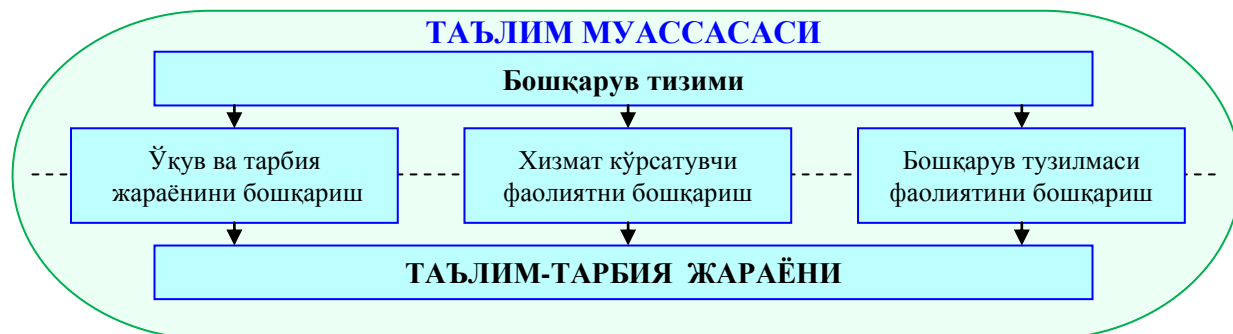 ТАЪЛИМ МУАССАСАСИ
Бошқарув тизими
Ўқув ва тарбия
жараёнини бошқариш
Хизмат кўрсатувчи
фаолиятни бошқариш
Бошқарув тузилмаси
фаолиятини бошқариш
ТАЪЛИМ-ТАРБИЯ ЖАРАЁНИ